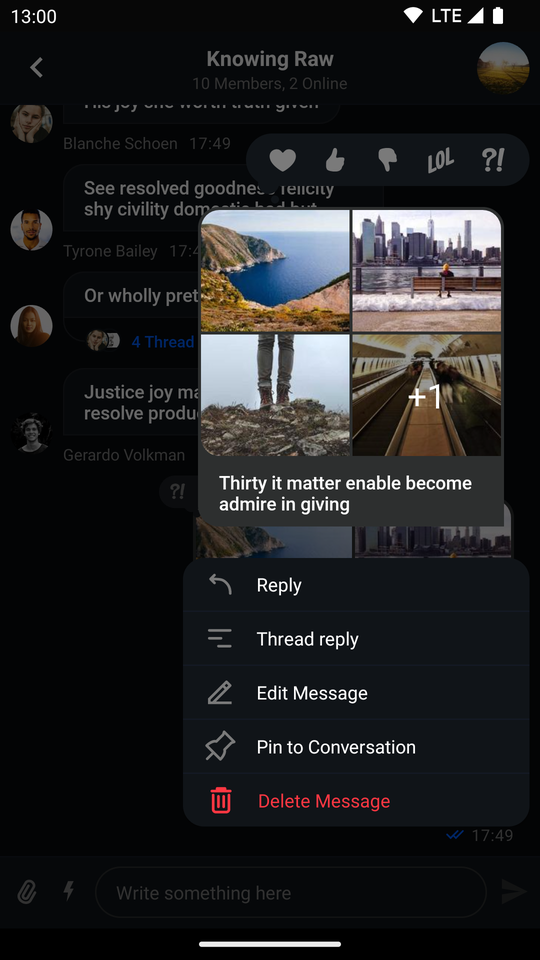 13:00
LTE
Knowing Raw
10 Members, 2 Online
His joy she worth truth given
Blanche Schoen 17:49
LOL
?!
See resolved goodness felicity
shy civility domestic had but
Tyrone Bailey 17:4
Or wholly pret
4 Thread
+1
Justice joy ma
resolve produ
Gerardo Volkman
?!
Thirty it matter enable become
admire in giving
Reply
Thread reply
Edit Message
Pin to Conversation
Delete Message
17:49
Write something here